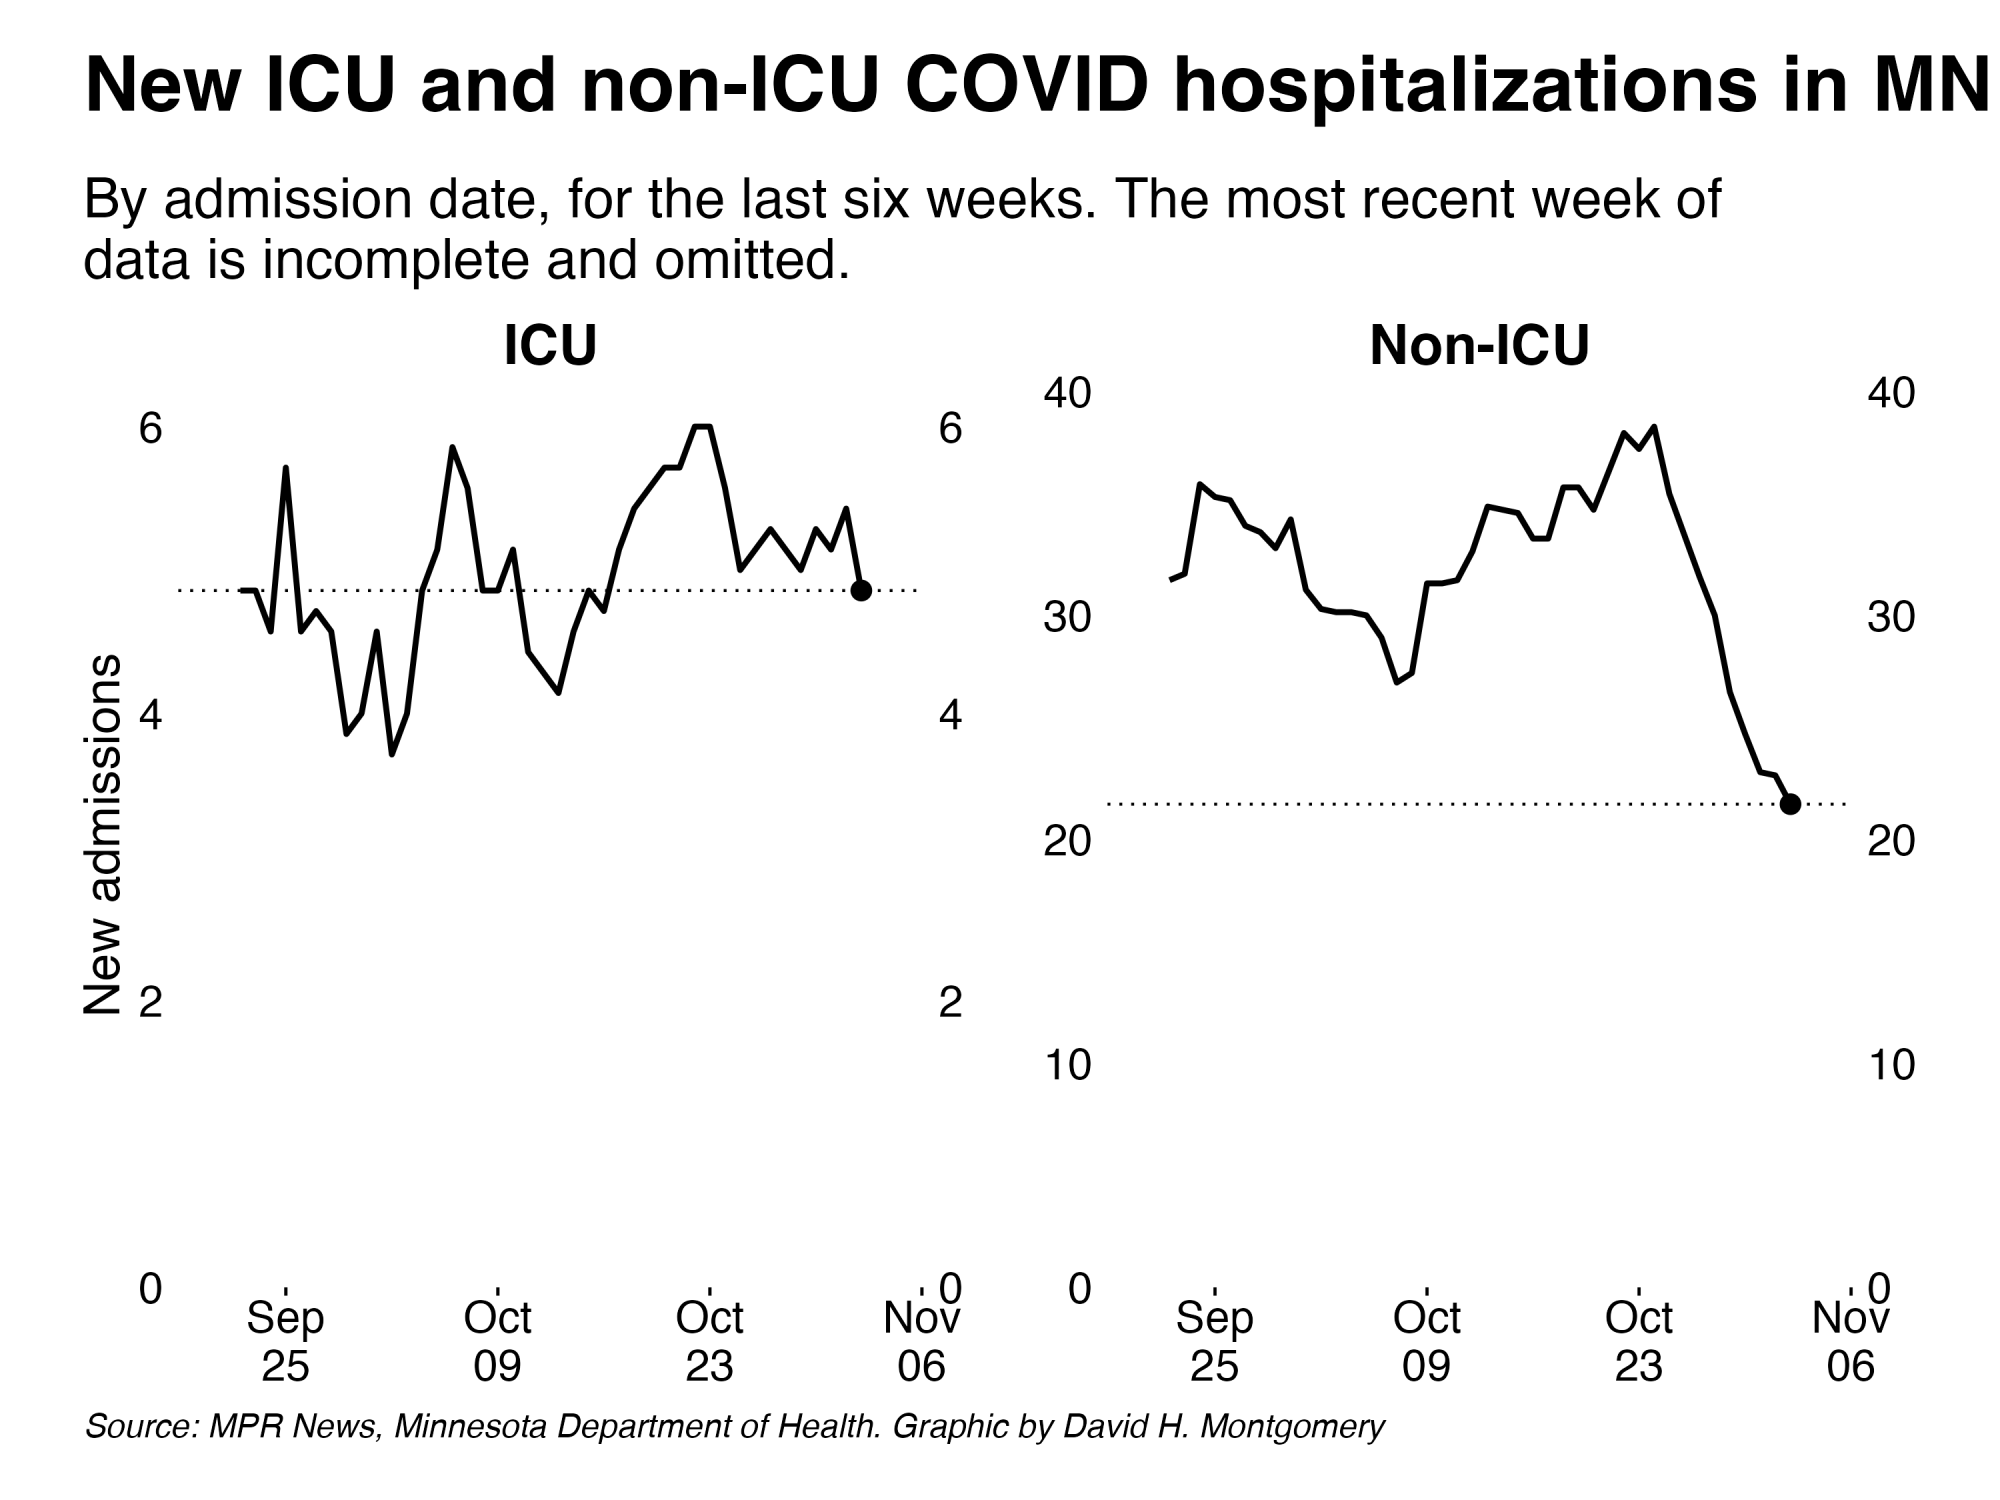 New ICU and non-ICU COVID hospitalizations in MN
By admission date, for the last six weeks. The most recent week of
data is incomplete and omitted.
ICU
Non-ICU
New admissions
6
4
2
0
6
4
2
0
40
30
20
10
0
40
30
20
10
0
Sep
25
Oct
09
Oct
23
Nov
06
Sep
25
Oct
09
Oct
23
Nov
06
Source: MPR News, Minnesota Department of Health. Graphic by David H. Montgomery